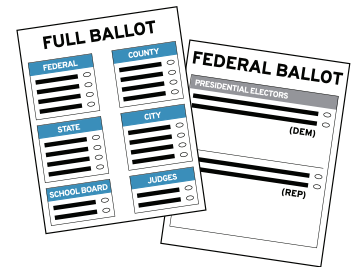 FULL BALLOT
FEDERAL
COUNTY
STATE
CITY
SCHOOL BOARD
JUDGES
FEDERAL BALLOT
PRESIDENTIAL ELECTORS
(DEM)
(REP)